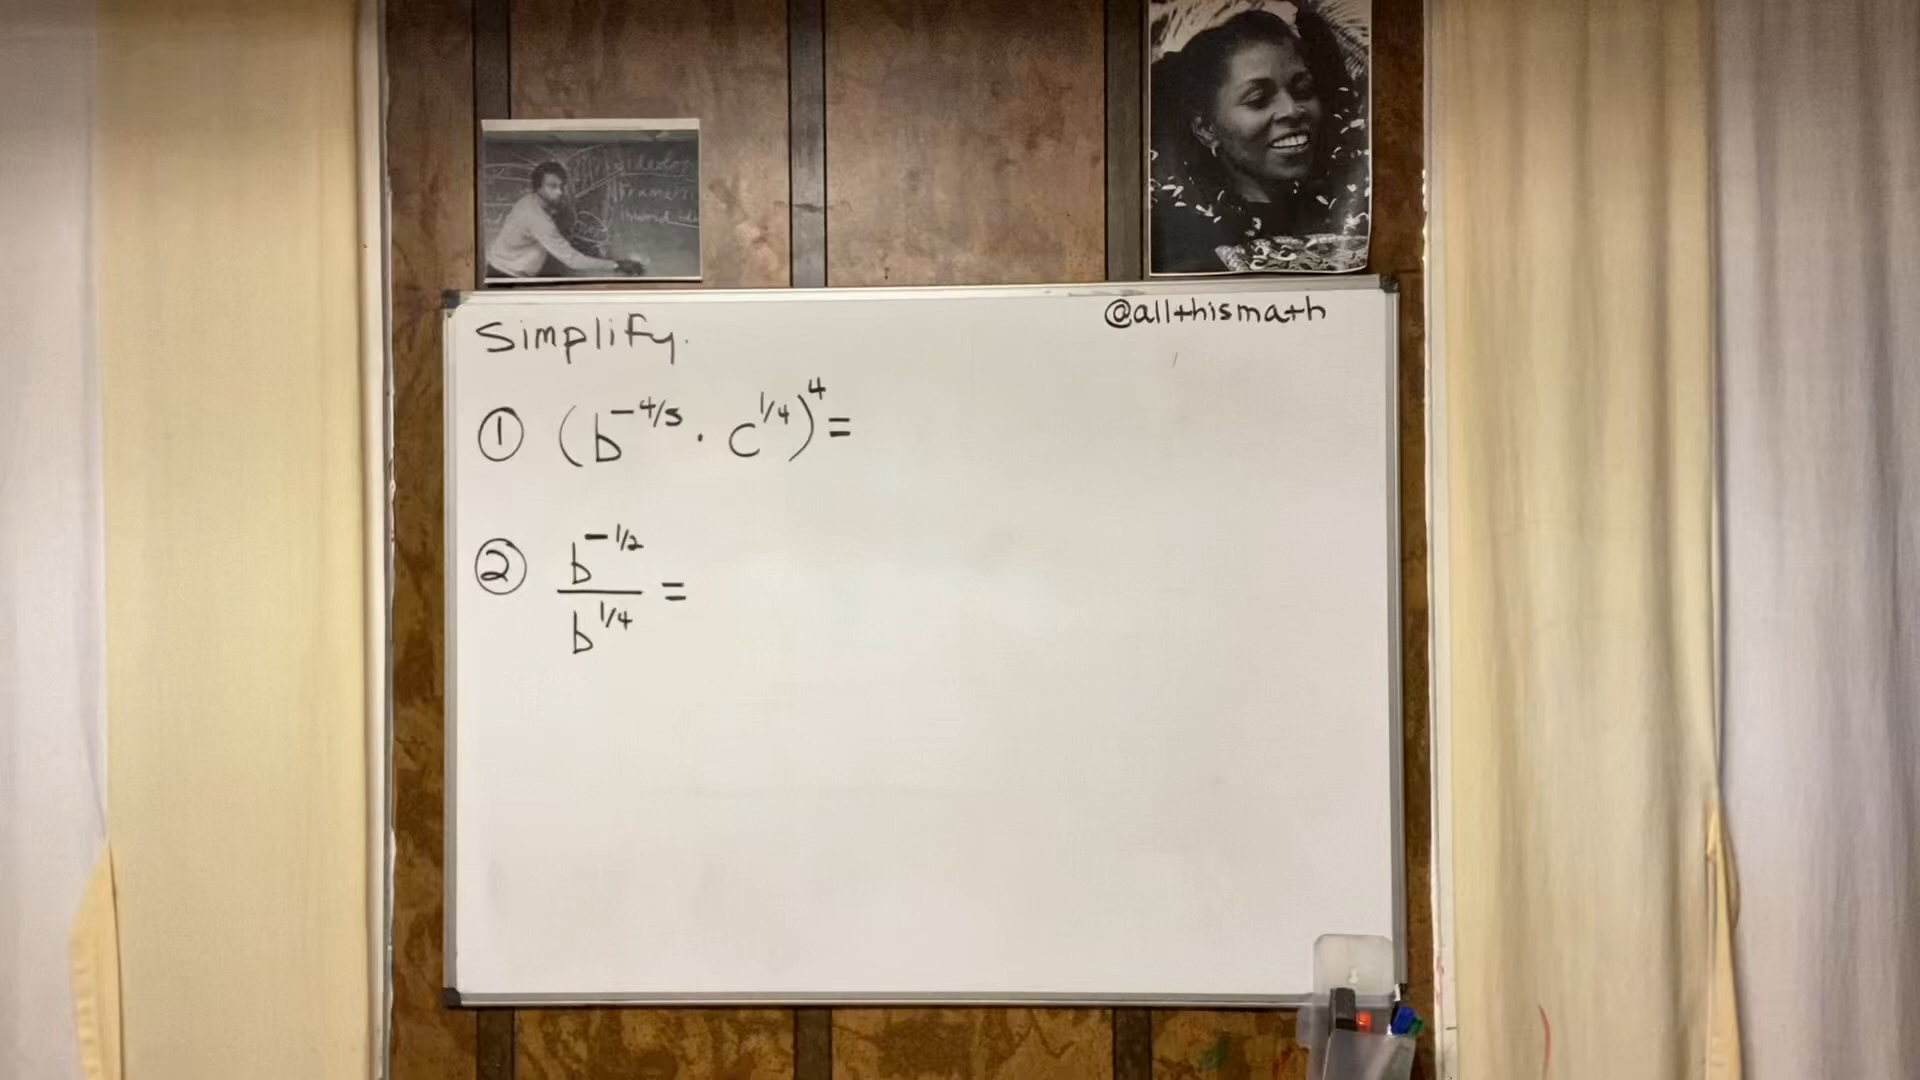 Simplify.
@allthismath
① (b^-4/5 · c^1/4)^4 =
② b^-1/2 / b^1/4 =